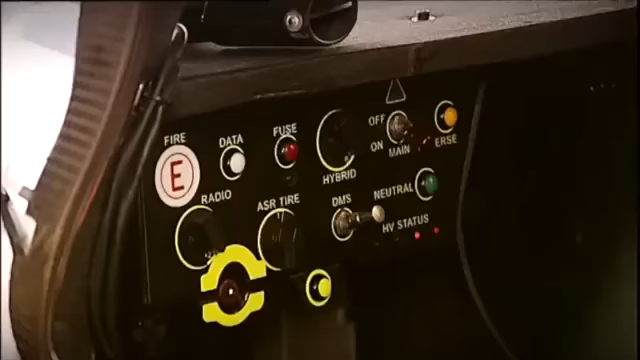 FIRE
E
DATA
FUSE
HYBRID
OFF
ON
MAIN
ERSE
RADIO
ASR TIRE
DMS
NEUTRAL
HV STATUS